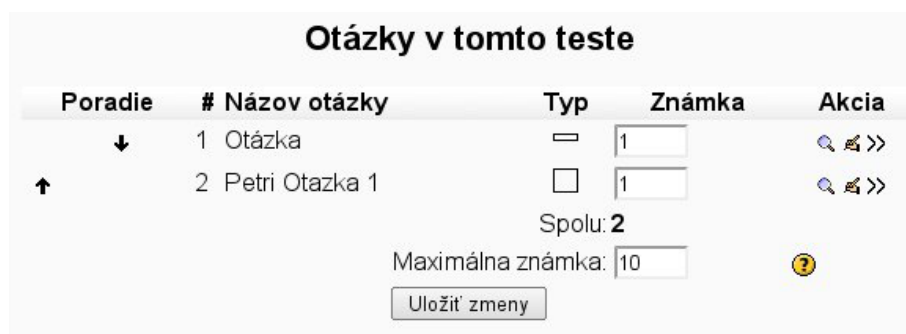 Otázky v tomto teste
Poradie # Názov otázky Typ Známka Akcia
1 Otázka 1
2 Petri Otazka 1 1
Spolu: 2
Maximálna známka: 10
Uložiť zmeny